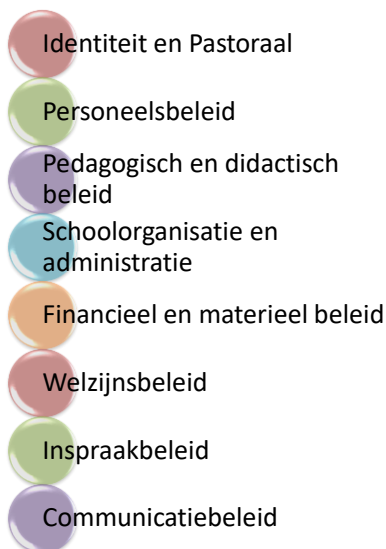 Identiteit en Pastoraal
Personeelsbeleid
Pedagogisch en didactisch
beleid
Schoolorganisatie en
administratie
Financieel en materieel beleid
Welzijnsbeleid
Inspraakbeleid
Communicatiebeleid